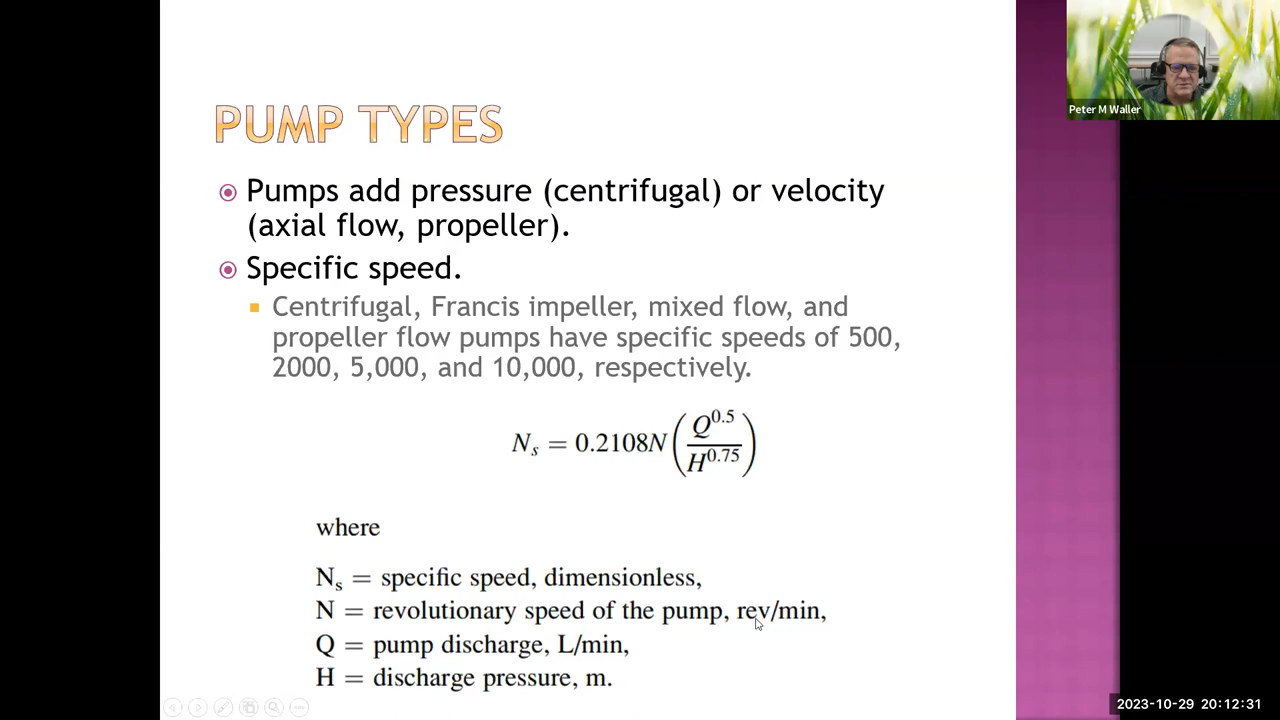 Peter M Waller
PUMP TYPES
Pumps add pressure (centrifugal) or velocity
(axial flow, propeller).
Specific speed.
Centrifugal, Francis impeller, mixed flow, and
propeller flow pumps have specific speeds of 500,
2000, 5,000, and 10,000, respectively.
N_s = 0.2108N(Q^0.5/H^0.75)
where
N_s = specific speed, dimensionless,
N = revolutionary speed of the pump, rev/min,
Q = pump discharge, L/min,
H = discharge pressure, m.
2023-10-29 20:12:31